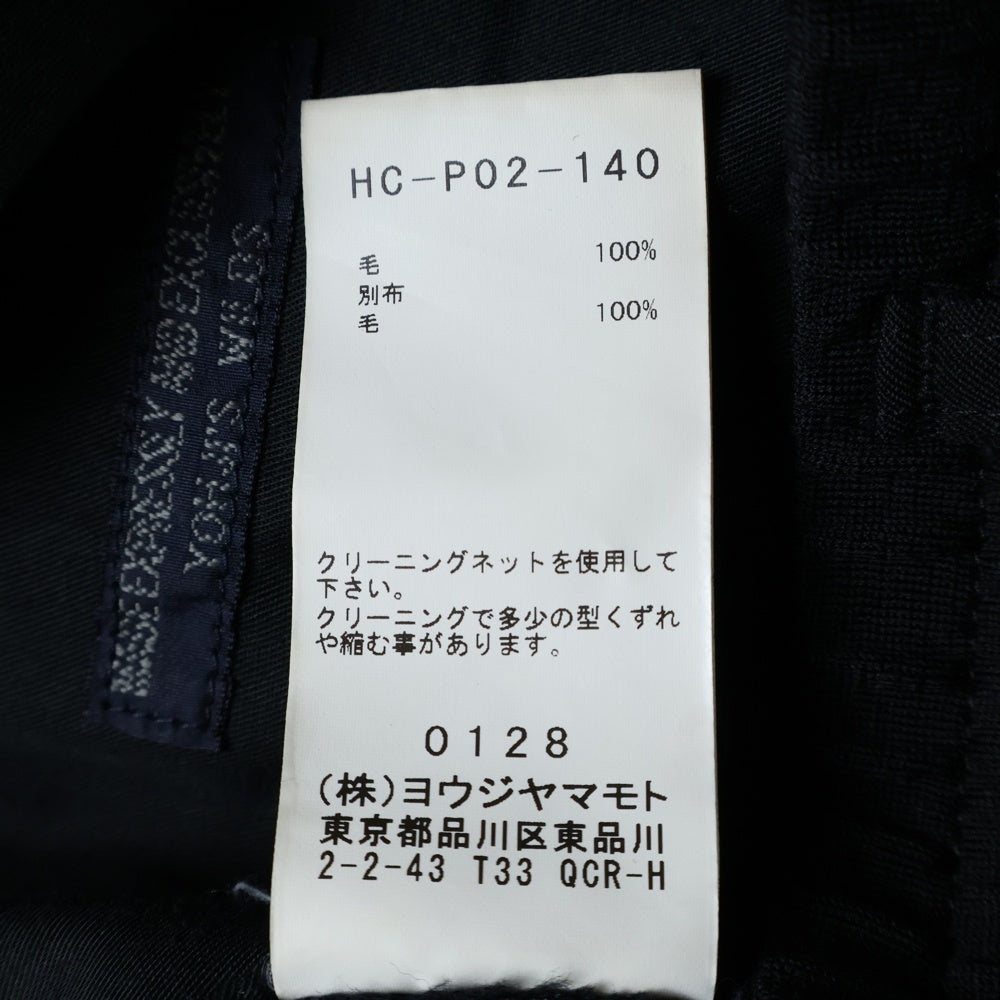 HC-P02-140
毛 100%
別布
毛 100%
クリーニングネットを使用して
下さい。
クリーニングで多少の型くずれ
や縮む事があります。
0128
(株)ヨウジヤマモト
東京都品川区東品川
2-2-43 T33 QCR-H